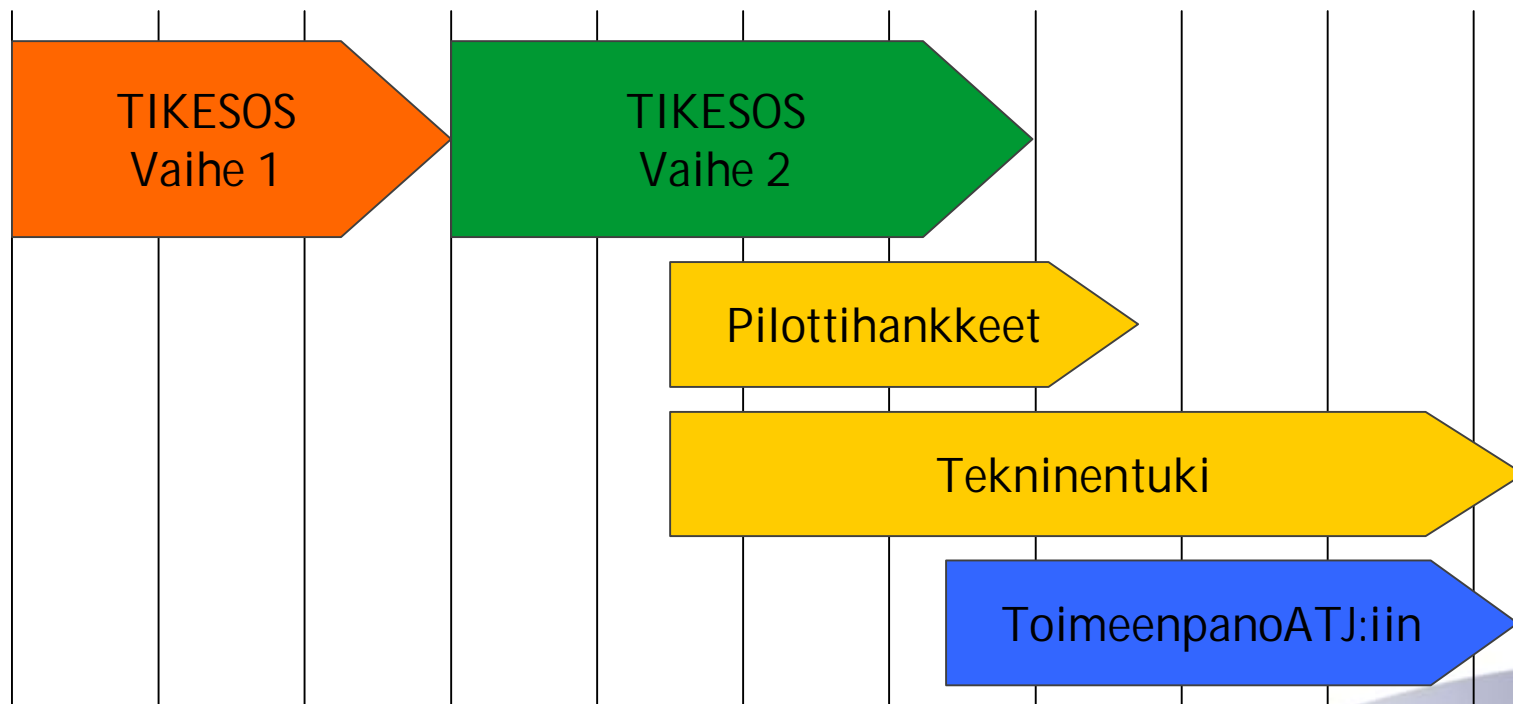 TIKESOS
Vaihe 1
TIKESOS
Vaihe 2
Pilottihankkeet
Tekninentuki
ToimeenpanoATJ:iin